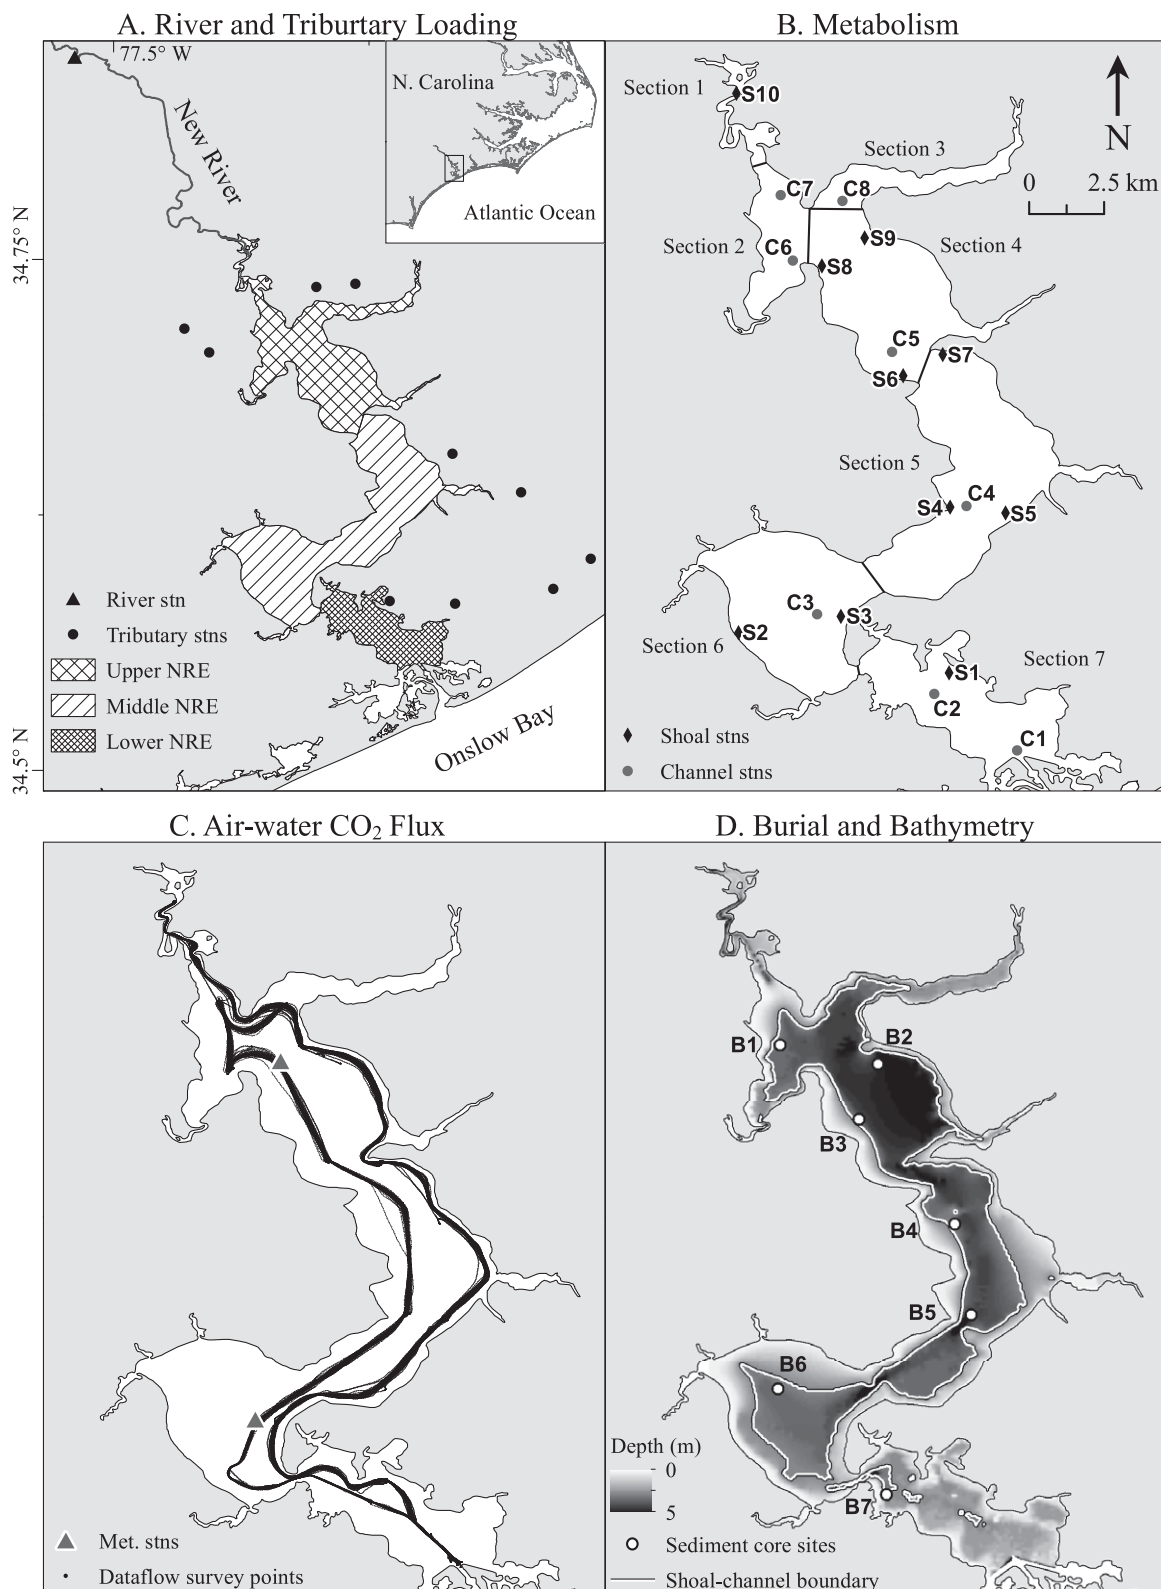 A. River and Triburtary Loading
77.5° W
New River
N. Carolina
Atlantic Ocean
34.75° N
River stn
Tributary stns
Upper NRE
Middle NRE
Lower NRE
34.5° N
Onslow Bay
B. Metabolism
Section 1
S10
N
Section 3
0 2.5 km
C7
C8
Section 2
C6
S9
Section 4
S8
C5
S7
S6
Section 5
C4
S4
S5
C3
S3
S2
Section 6
Section 7
S1
C2
C1
Shoal stns
Channel stns
C. Air-water CO₂ Flux
Met. stns
Dataflow survey points
D. Burial and Bathymetry
B1
B2
B3
B4
B5
B6
Depth (m)
0
5
B7
Sediment core sites
Shoal-channel boundary